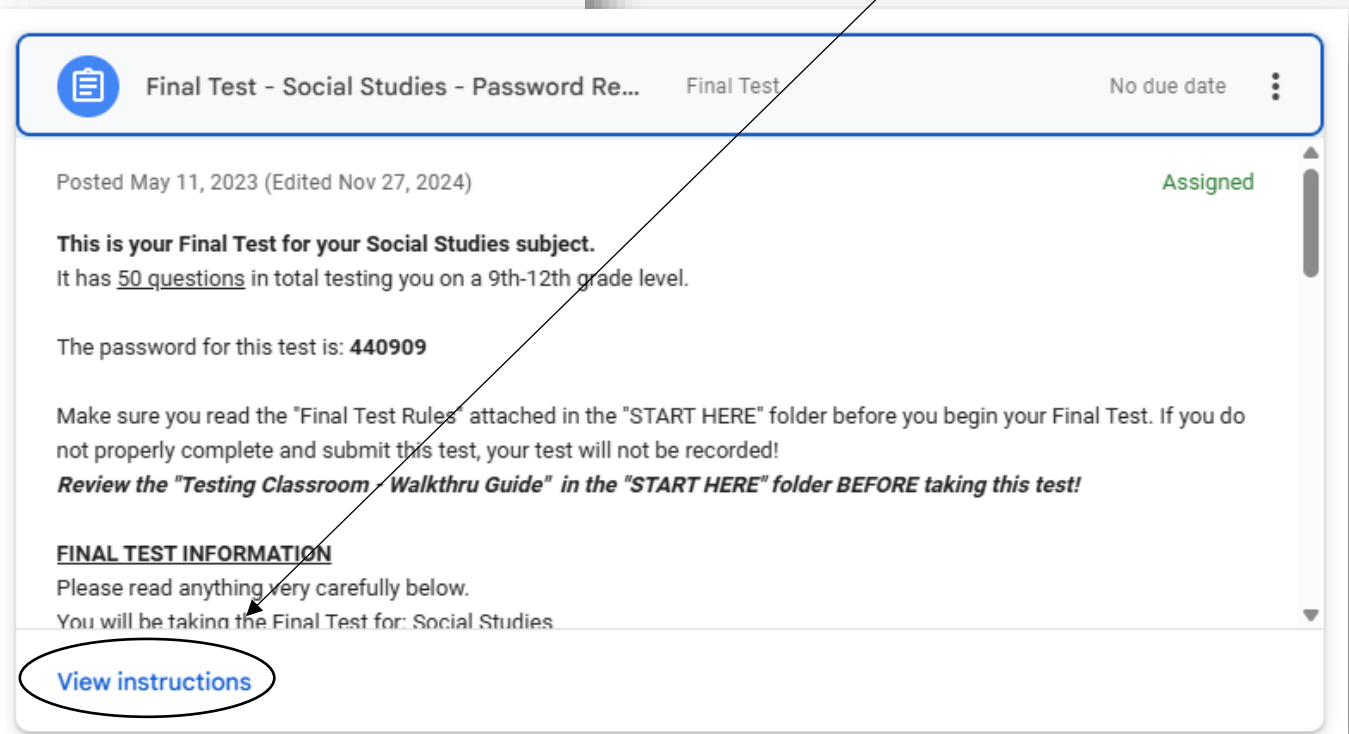 Final Test - Social Studies - Password Re... Final Test No due date
Posted May 11, 2023 (Edited Nov 27, 2024) Assigned
This is your Final Test for your Social Studies subject.
It has 50 questions in total testing you on a 9th-12th grade level.
The password for this test is: 440909
Make sure you read the "Final Test Rules" attached in the "START HERE" folder before you begin your Final Test. If you do
not properly complete and submit this test, your test will not be recorded!
Review the "Testing Classroom - Walkthru Guide" in the "START HERE" folder BEFORE taking this test!
FINAL TEST INFORMATION
Please read anything very carefully below.
You will be taking the Final Test for: Social Studies
View instructions